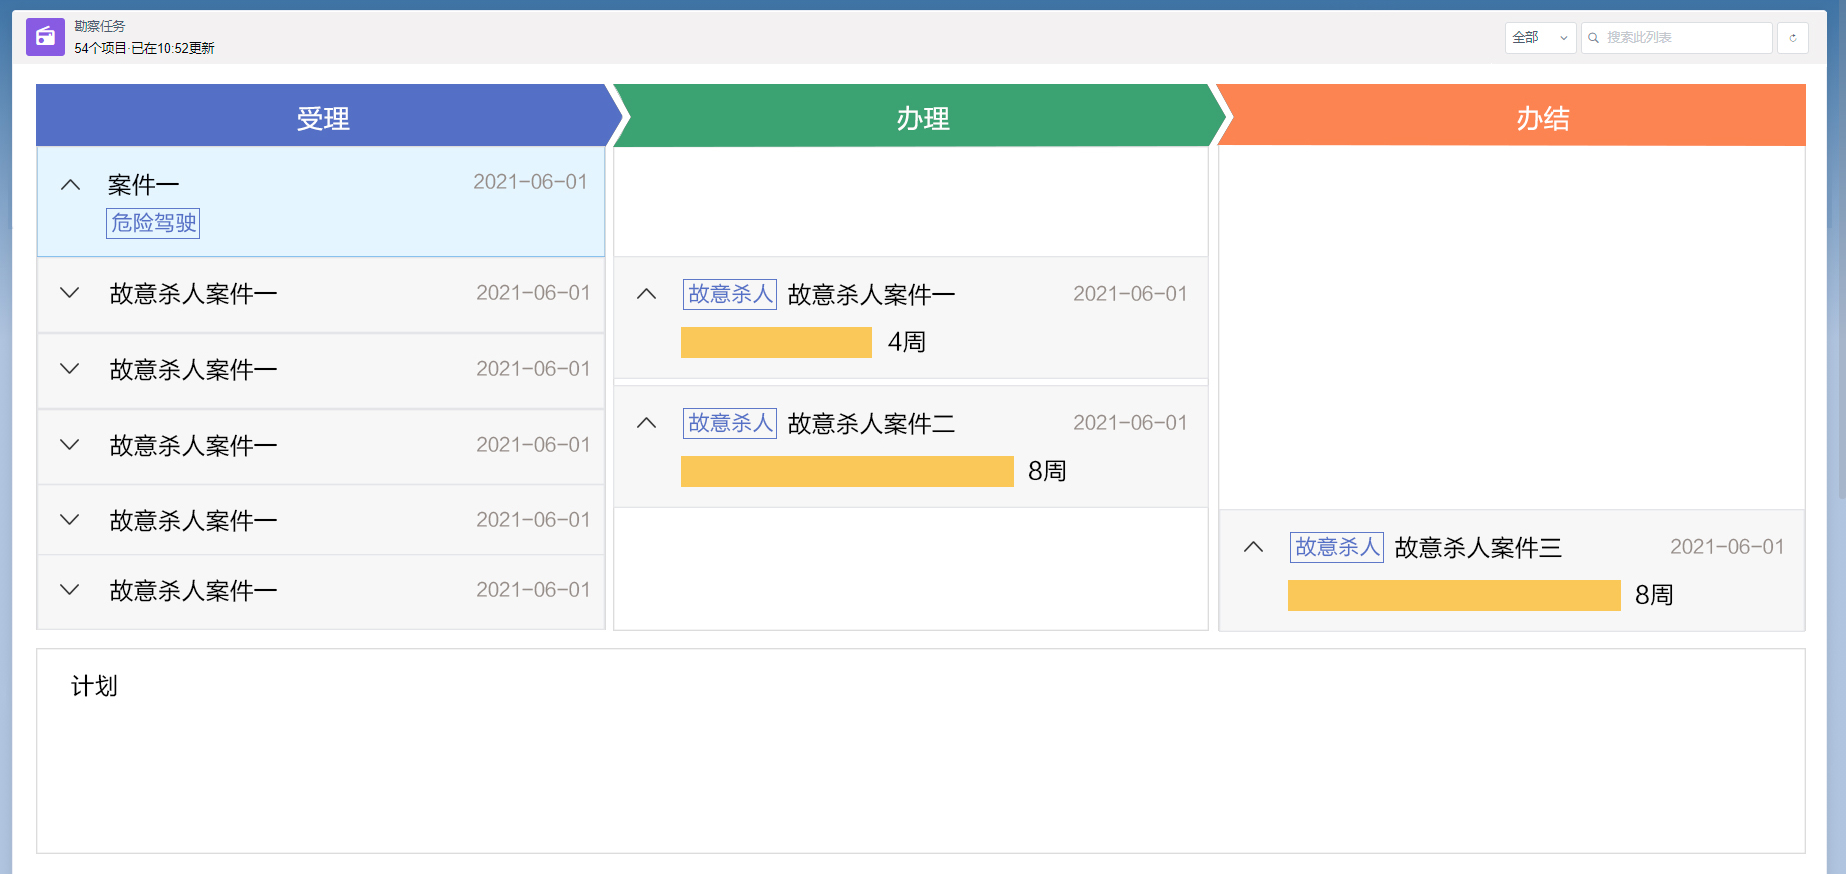 勘察任务
54个项目·已在10:52更新
全部
搜索此列表
受理
办理
办结
案件一 2021-06-01
危险驾驶
故意杀人案件一 2021-06-01
故意杀人案件一 2021-06-01
故意杀人案件一 2021-06-01
故意杀人案件一 2021-06-01
故意杀人案件一 2021-06-01
故意杀人 故意杀人案件一 2021-06-01
4周
故意杀人 故意杀人案件二 2021-06-01
8周
故意杀人 故意杀人案件三 2021-06-01
8周
计划